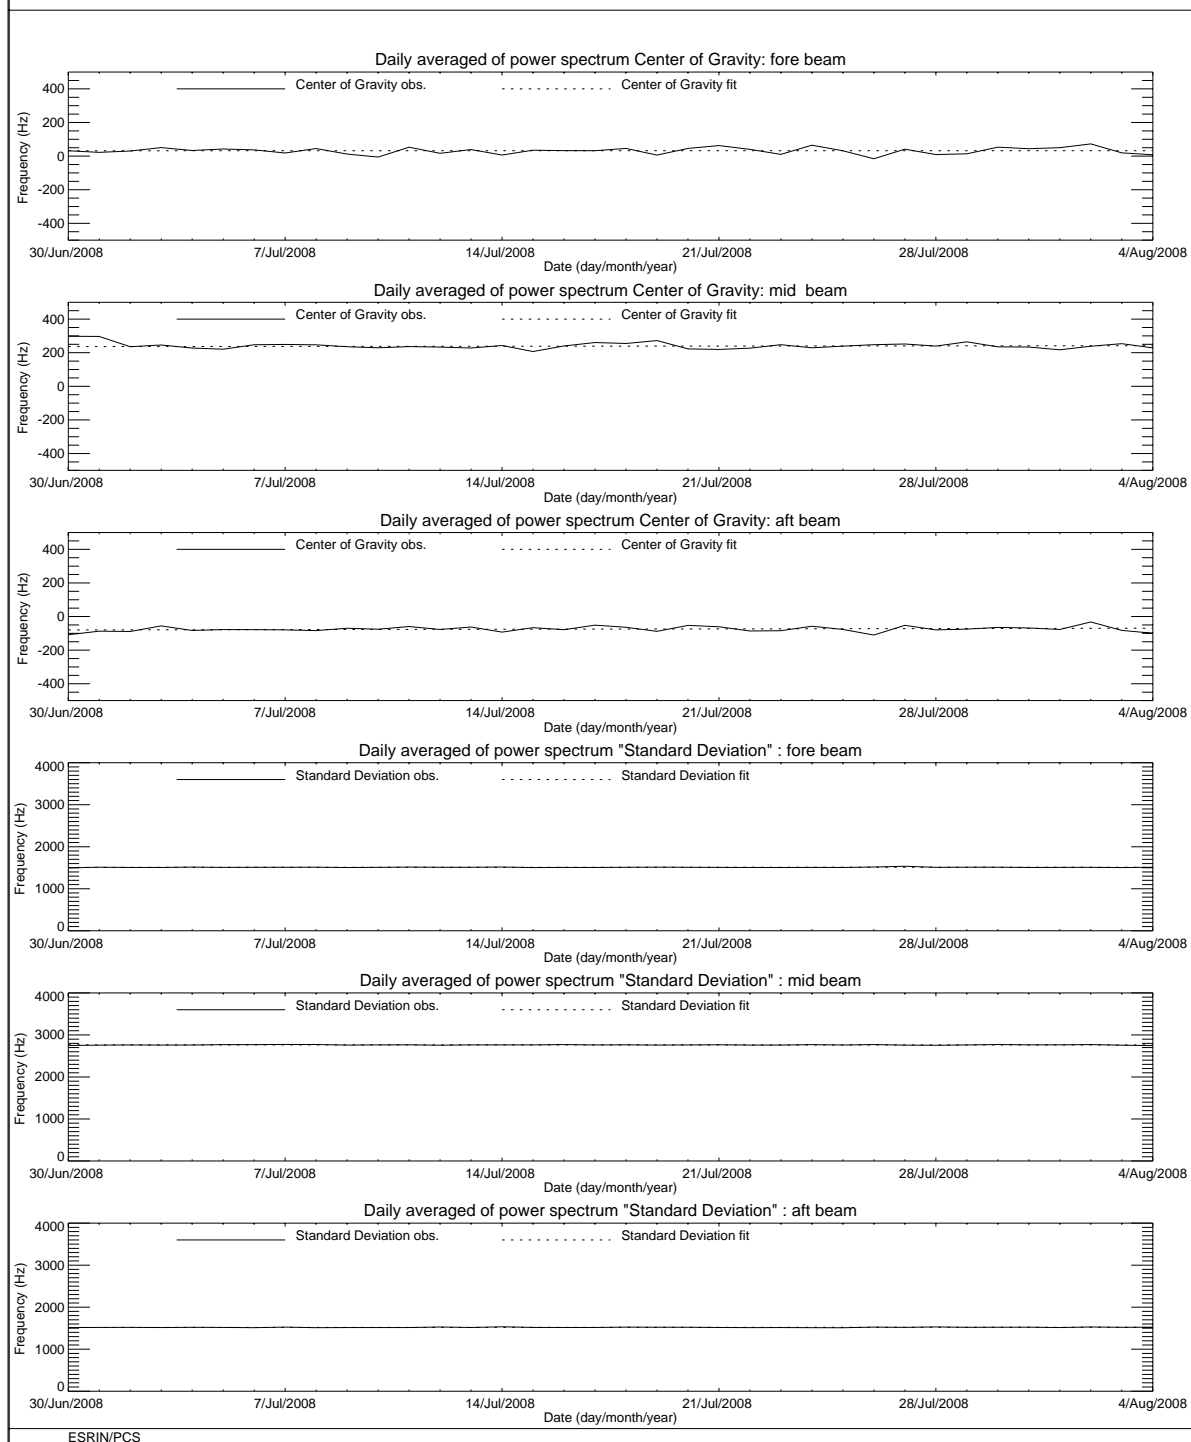 Daily averaged of power spectrum Center of Gravity: fore beam
Center of Gravity obs. Center of Gravity fit
400
200
0
-200
-400
Frequency (Hz)
30/Jun/2008 7/Jul/2008 14/Jul/2008 21/Jul/2008 28/Jul/2008 4/Aug/2008
Date (day/month/year)
Daily averaged of power spectrum Center of Gravity: mid  beam
Center of Gravity obs. Center of Gravity fit
400
200
0
-200
-400
Frequency (Hz)
30/Jun/2008 7/Jul/2008 14/Jul/2008 21/Jul/2008 28/Jul/2008 4/Aug/2008
Date (day/month/year)
Daily averaged of power spectrum Center of Gravity: aft beam
Center of Gravity obs. Center of Gravity fit
400
200
0
-200
-400
Frequency (Hz)
30/Jun/2008 7/Jul/2008 14/Jul/2008 21/Jul/2008 28/Jul/2008 4/Aug/2008
Date (day/month/year)
Daily averaged of power spectrum "Standard Deviation" : fore beam
Standard Deviation obs. Standard Deviation fit
4000
3000
2000
1000
0
Frequency (Hz)
30/Jun/2008 7/Jul/2008 14/Jul/2008 21/Jul/2008 28/Jul/2008 4/Aug/2008
Date (day/month/year)
Daily averaged of power spectrum "Standard Deviation" : mid beam
Standard Deviation obs. Standard Deviation fit
4000
3000
2000
1000
0
Frequency (Hz)
30/Jun/2008 7/Jul/2008 14/Jul/2008 21/Jul/2008 28/Jul/2008 4/Aug/2008
Date (day/month/year)
Daily averaged of power spectrum "Standard Deviation" : aft beam
Standard Deviation obs. Standard Deviation fit
4000
3000
2000
1000
0
Frequency (Hz)
30/Jun/2008 7/Jul/2008 14/Jul/2008 21/Jul/2008 28/Jul/2008 4/Aug/2008
Date (day/month/year)
ESRIN/PCS